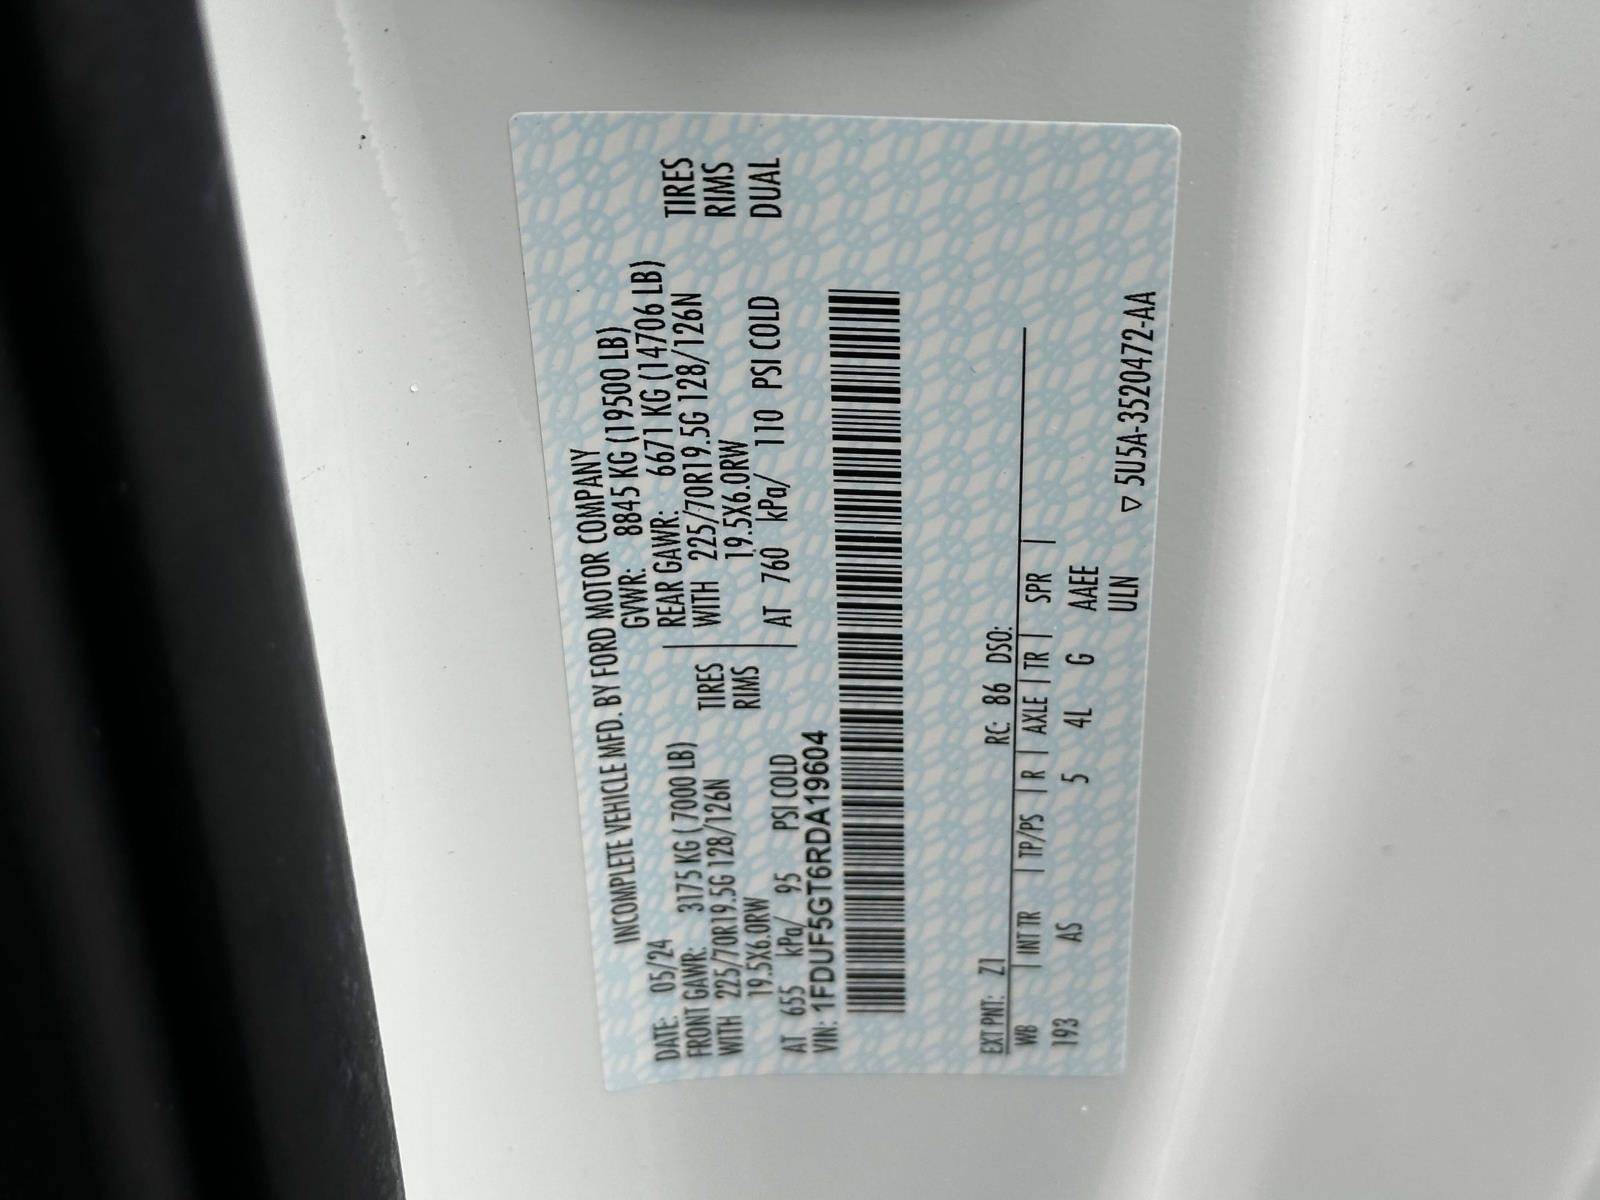 INCOMPLETE VEHICLE MFD. BY FORD MOTOR COMPANY
DATE: 05/24 GVWR: 8845 KG (19500 LB)
FRONT GAWR: 3175 KG ( 7000 LB) REAR GAWR: 6671 KG (14706 LB)
WITH 225/70R19.5G 128/126N TIRES WITH 225/70R19.5G 128/126N TIRES
19.5X6.0RW RIMS 19.5X6.0RW RIMS
AT 655 kPa/ 95 PSI COLD AT 760 kPa/ 110 PSI COLD DUAL
VIN: 1FDUF5GT6RDA19604
EXT PNT: Z1 RC: 86 DSO:
WB | INT TR | TP/PS | R | AXLE | TR | SPR |
193 AS 5 4L G AAEE
ULN
▽ 5U5A-3520472-AA